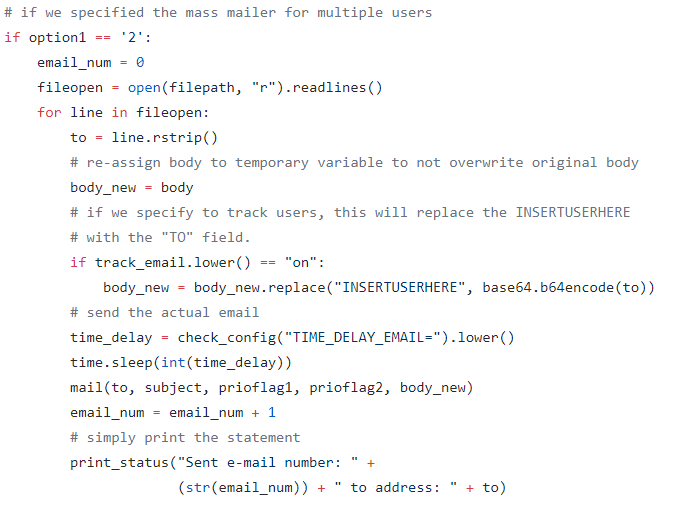 # if we specified the mass mailer for multiple users
if option1 == '2':
    email_num = 0
    fileopen = open(filepath, "r").readlines()
    for line in fileopen:
        to = line.rstrip()
        # re-assign body to temporary variable to not overwrite original body
        body_new = body
        # if we specify to track users, this will replace the INSERTUSERHERE
        # with the "TO" field.
        if track_email.lower() == "on":
            body_new = body_new.replace("INSERTUSERHERE", base64.b64encode(to))
        # send the actual email
        time_delay = check_config("TIME_DELAY_EMAIL=").lower()
        time.sleep(int(time_delay))
        mail(to, subject, prioflag1, prioflag2, body_new)
        email_num = email_num + 1
        # simply print the statement
        print_status("Sent e-mail number: " +
                     (str(email_num)) + " to address: " + to)